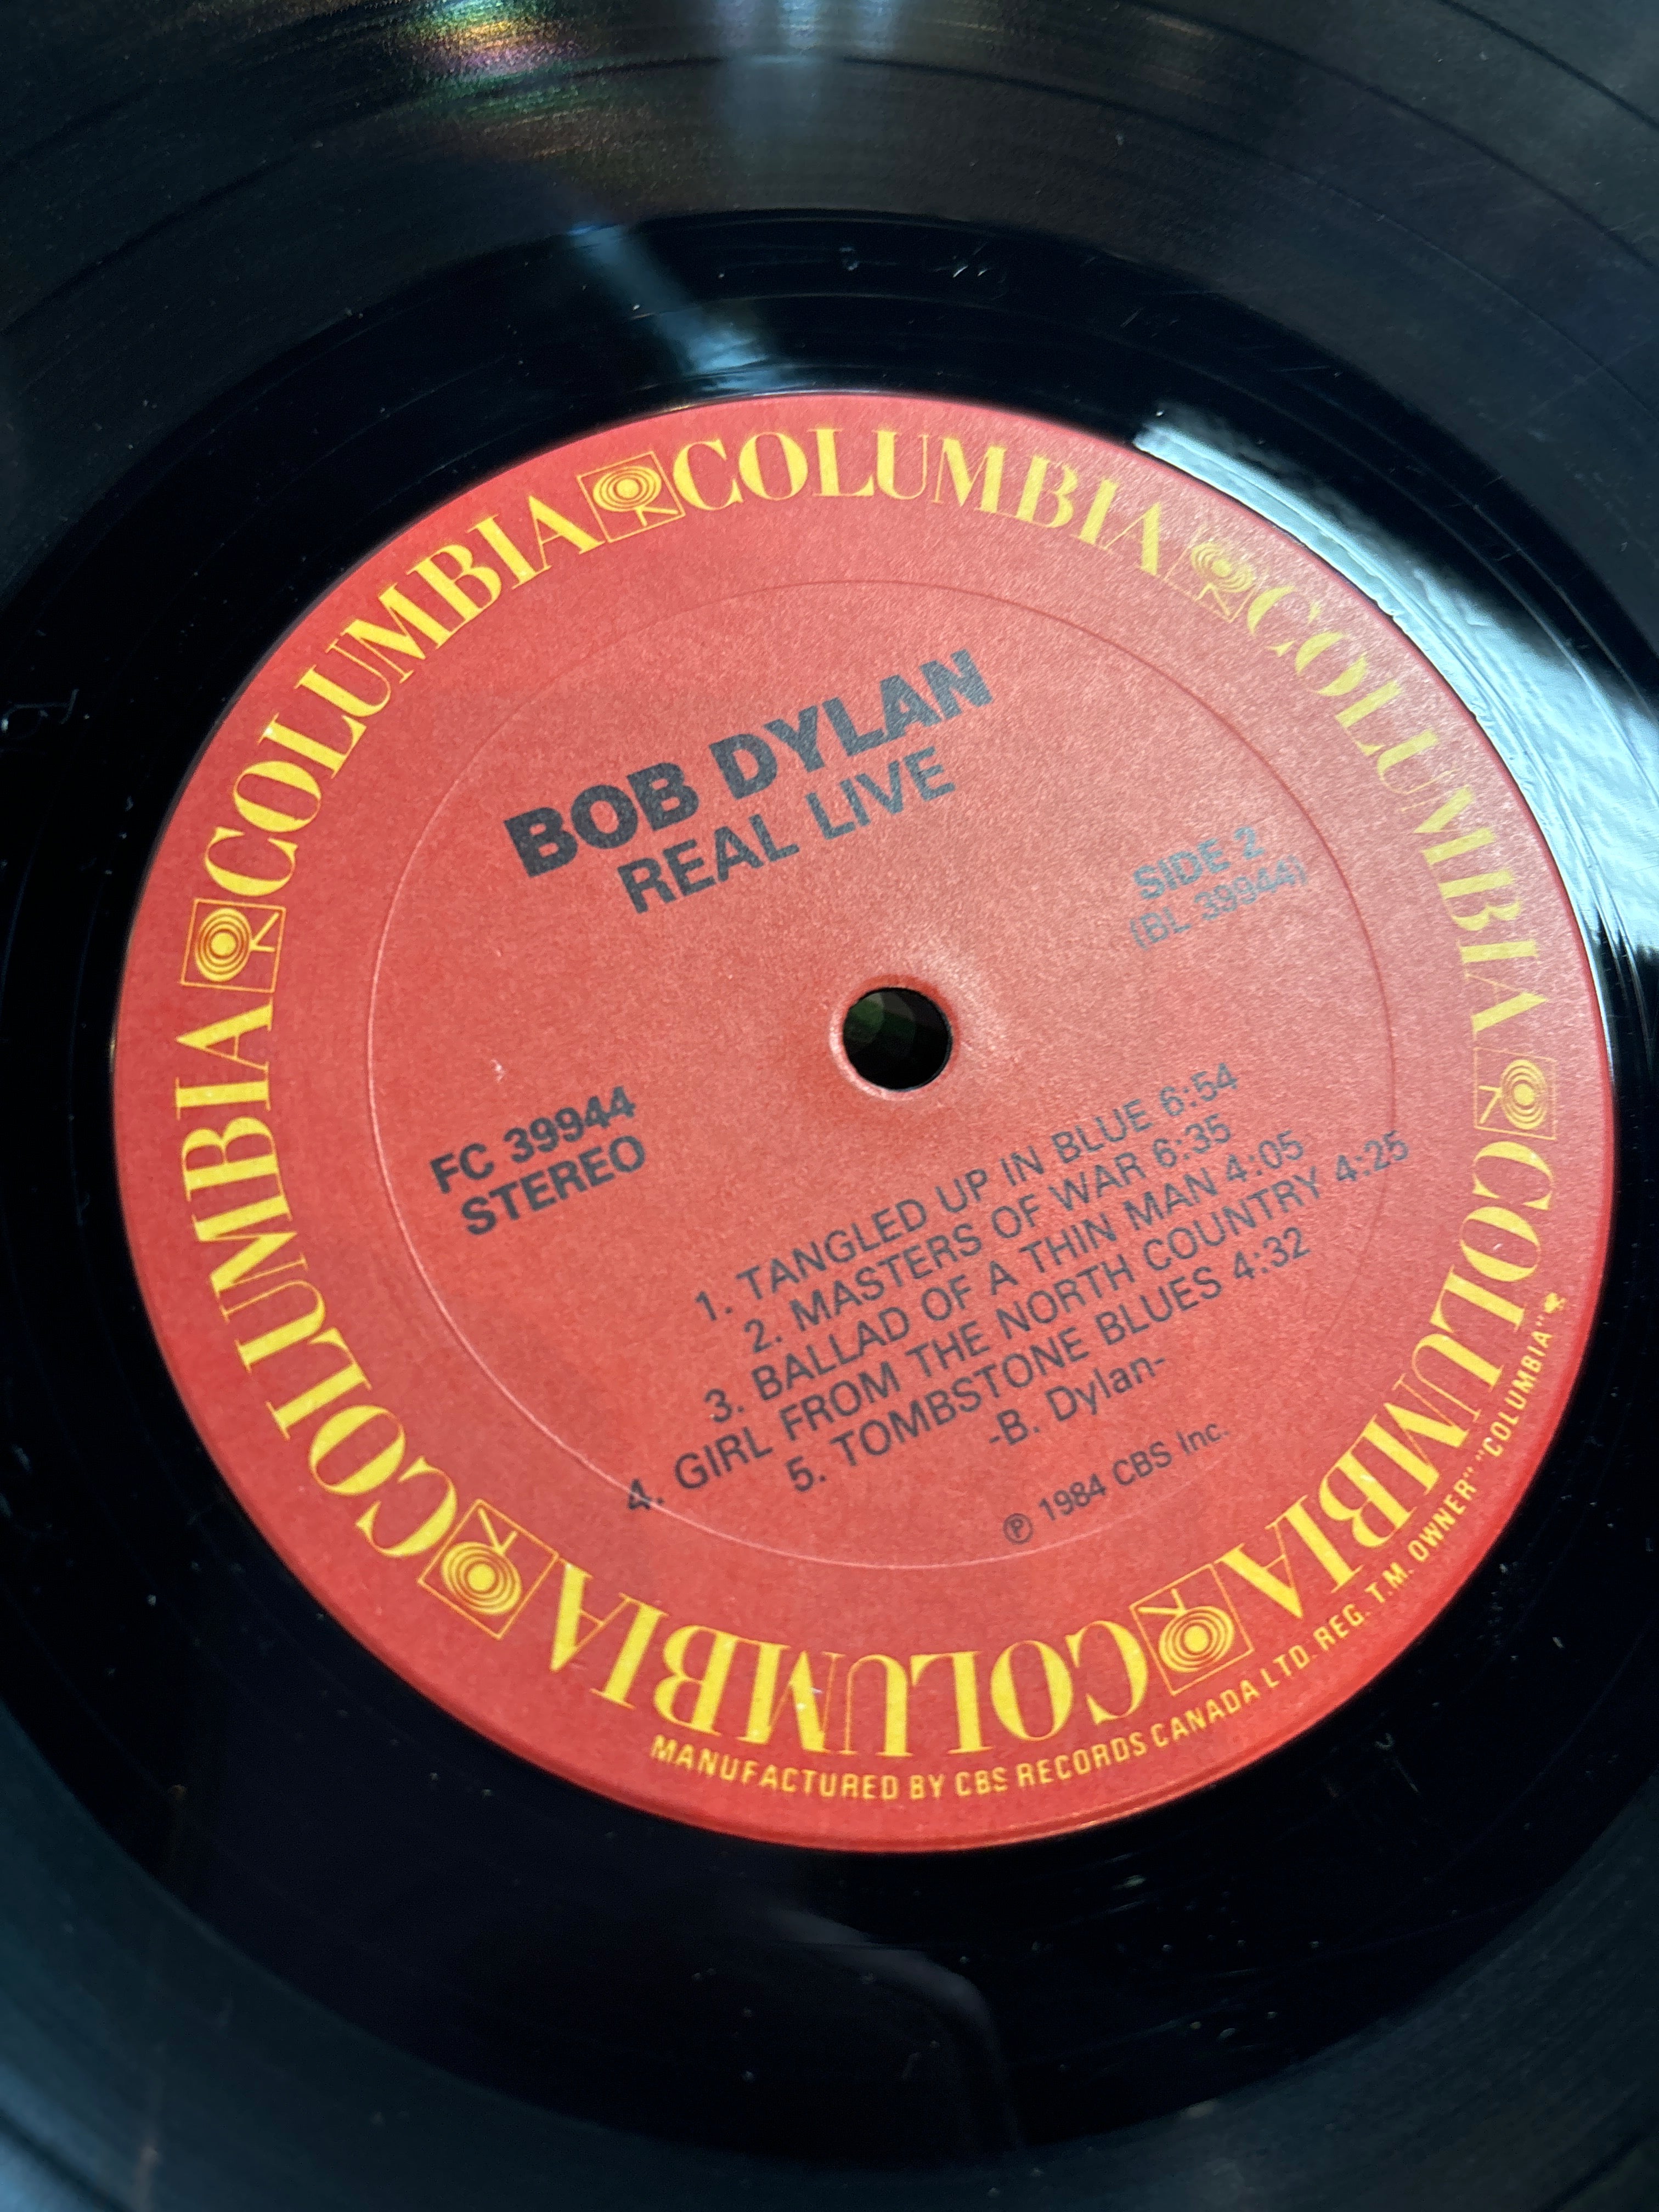 COLUMBIA COLUMBIA COLUMBIA COLUMBIA COLUMBIA COLUMBIA
BOB DYLAN
REAL LIVE
SIDE 2
(BL 39944)
FC 39944
STEREO
1. TANGLED UP IN BLUE 6:54
2. MASTERS OF WAR 6:35
3. BALLAD OF A THIN MAN 4:05
4. GIRL FROM THE NORTH COUNTRY 4:25
5. TOMBSTONE BLUES 4:32
-B. Dylan-
℗ 1984 CBS Inc.
MANUFACTURED BY CBS RECORDS CANADA LTD. REG. T.M. OWNER" "COLUMBIA"